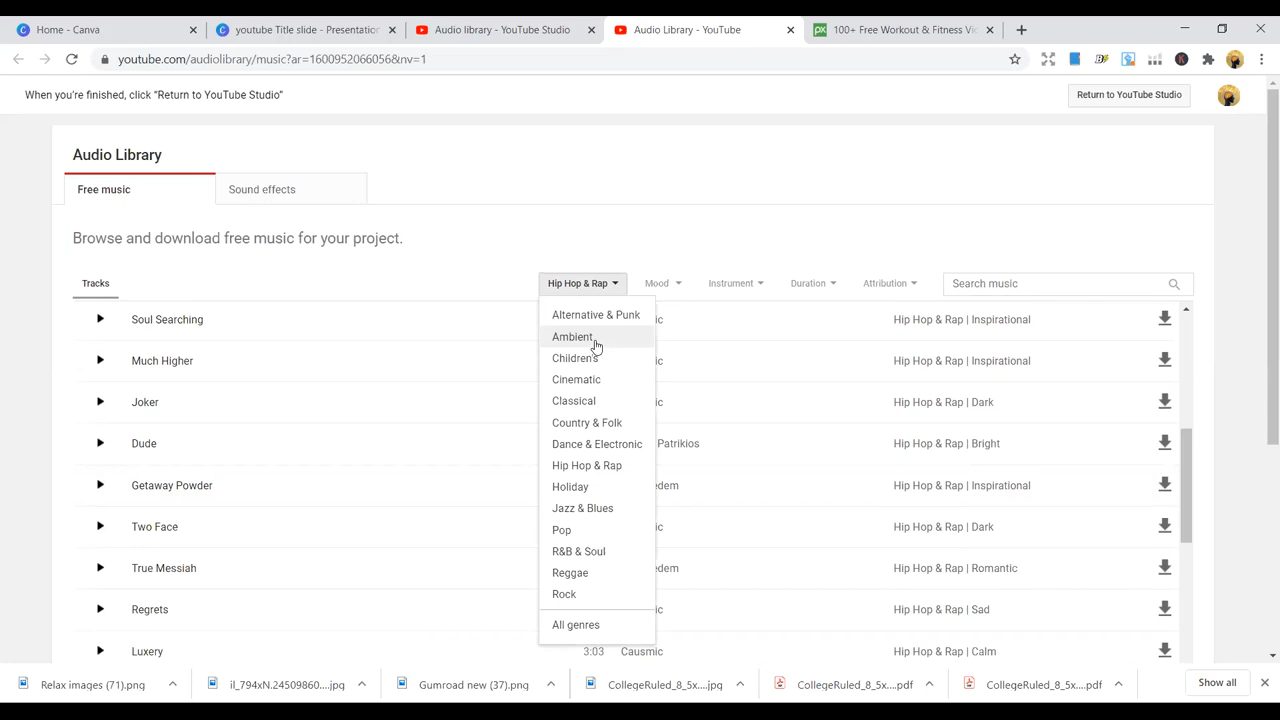 Home - Canva
youtube Title slide - Presentation
Audio library - YouTube Studio
Audio Library - YouTube
100+ Free Workout & Fitness Vi
youtube.com/audiolibrary/music?ar=1600952066056&nv=1
When you're finished, click "Return to YouTube Studio"
Return to YouTube Studio
Audio Library
Free music
Sound effects
Browse and download free music for your project.
Tracks
Hip Hop & Rap
Mood
Instrument
Duration
Attribution
Search music
Alternative & Punk
Ambient
Children's
Cinematic
Classical
Country & Folk
Dance & Electronic
Hip Hop & Rap
Holiday
Jazz & Blues
Pop
R&B & Soul
Reggae
Rock
All genres
Soul Searching
Hip Hop & Rap | Inspirational
Much Higher
Hip Hop & Rap | Inspirational
Joker
Hip Hop & Rap | Dark
Dude
Patrikios
Hip Hop & Rap | Bright
Getaway Powder
Hip Hop & Rap | Inspirational
Two Face
Hip Hop & Rap | Dark
True Messiah
Hip Hop & Rap | Romantic
Regrets
Hip Hop & Rap | Sad
Luxery
3:03
Causmic
Hip Hop & Rap | Calm
Relax images (71).png
il_794xN.24509860....jpg
Gumroad new (37).png
CollegeRuled_8_5x....jpg
CollegeRuled_8_5x....pdf
CollegeRuled_8_5x....pdf
Show all